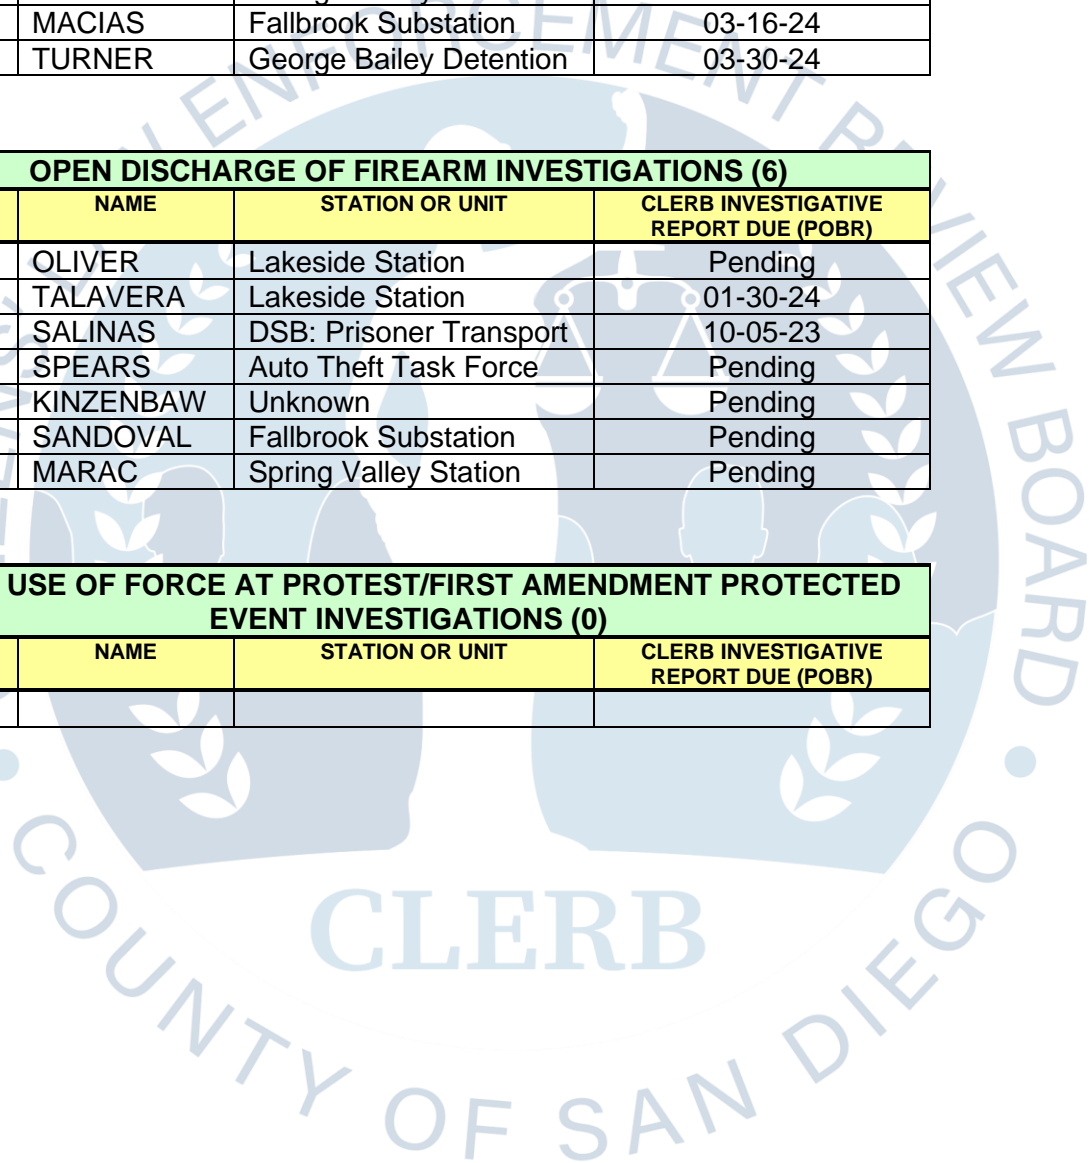 MACIAS Fallbrook Substation 03-16-24
TURNER George Bailey Detention 03-30-24
OPEN DISCHARGE OF FIREARM INVESTIGATIONS (6)
NAME STATION OR UNIT CLERB INVESTIGATIVE
REPORT DUE (POBR)
OLIVER Lakeside Station Pending
TALAVERA Lakeside Station 01-30-24
SALINAS DSB: Prisoner Transport 10-05-23
SPEARS Auto Theft Task Force Pending
KINZENBAW Unknown Pending
SANDOVAL Fallbrook Substation Pending
MARAC Spring Valley Station Pending
USE OF FORCE AT PROTEST/FIRST AMENDMENT PROTECTED
EVENT INVESTIGATIONS (0)
NAME STATION OR UNIT CLERB INVESTIGATIVE
REPORT DUE (POBR)
ENFORCEMENT REVIEW BOARD
CLERB
COUNTY OF SAN DIEGO